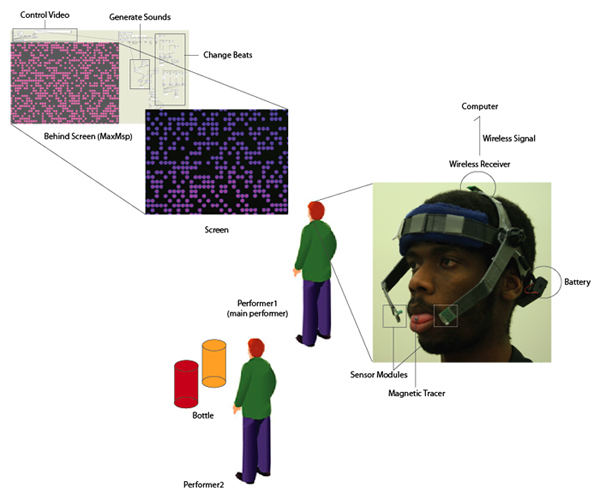 Control Video
Generate Sounds
Change Beats
Behind Screen (MaxMsp)
Screen
Computer
Wireless Signal
Wireless Receiver
Battery
Performer1
(main performer)
Sensor Modules
Magnetic Tracer
Bottle
Performer2